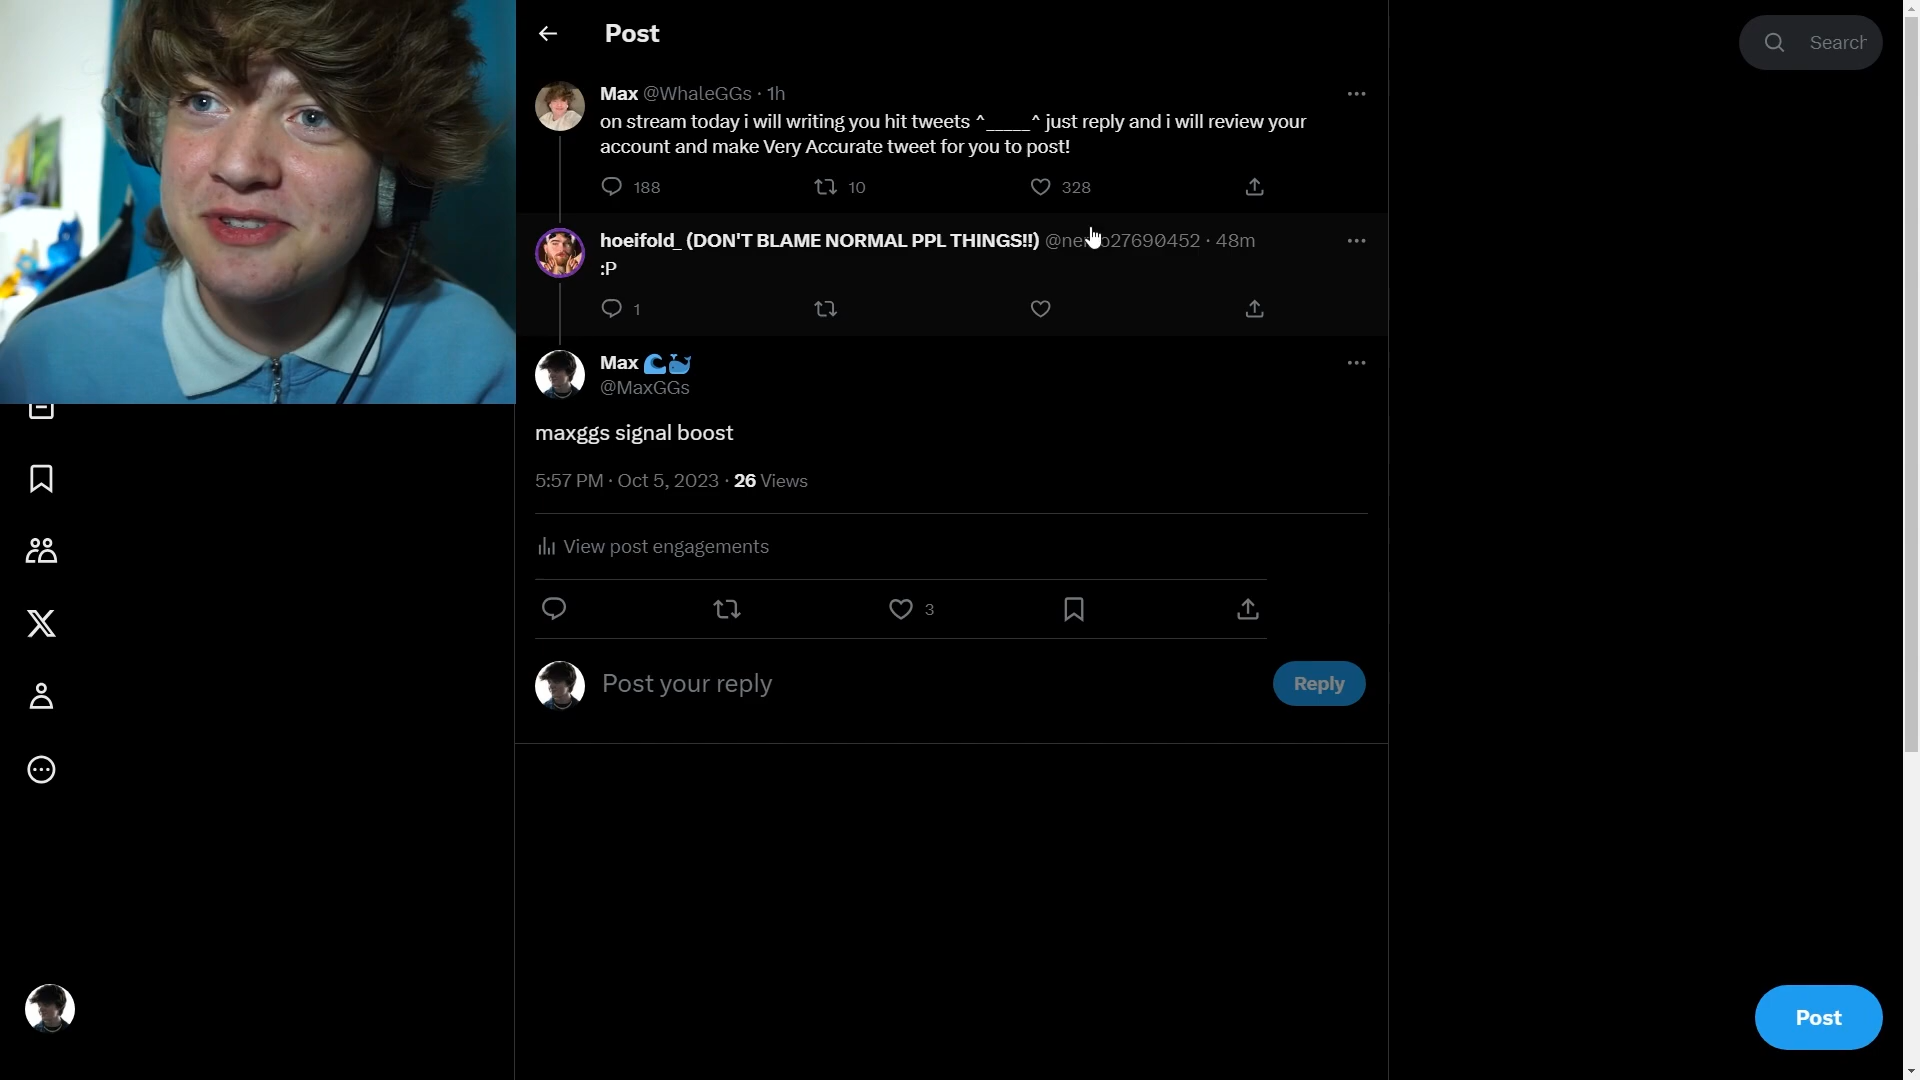 Post
Search
Max @WhaleGGs · 1h
on stream today i will writing you hit tweets ^_____^ just reply and i will review your
account and make Very Accurate tweet for you to post!
188 10 328
hoeifold_ (DON'T BLAME NORMAL PPL THINGS!!) · 48m
:P
1
Max 🌊🐳
@MaxGGs
maxggs signal boost
5:57 PM · Oct 5, 2023 · 26 Views
View post engagements
3
Post your reply
Reply
Post